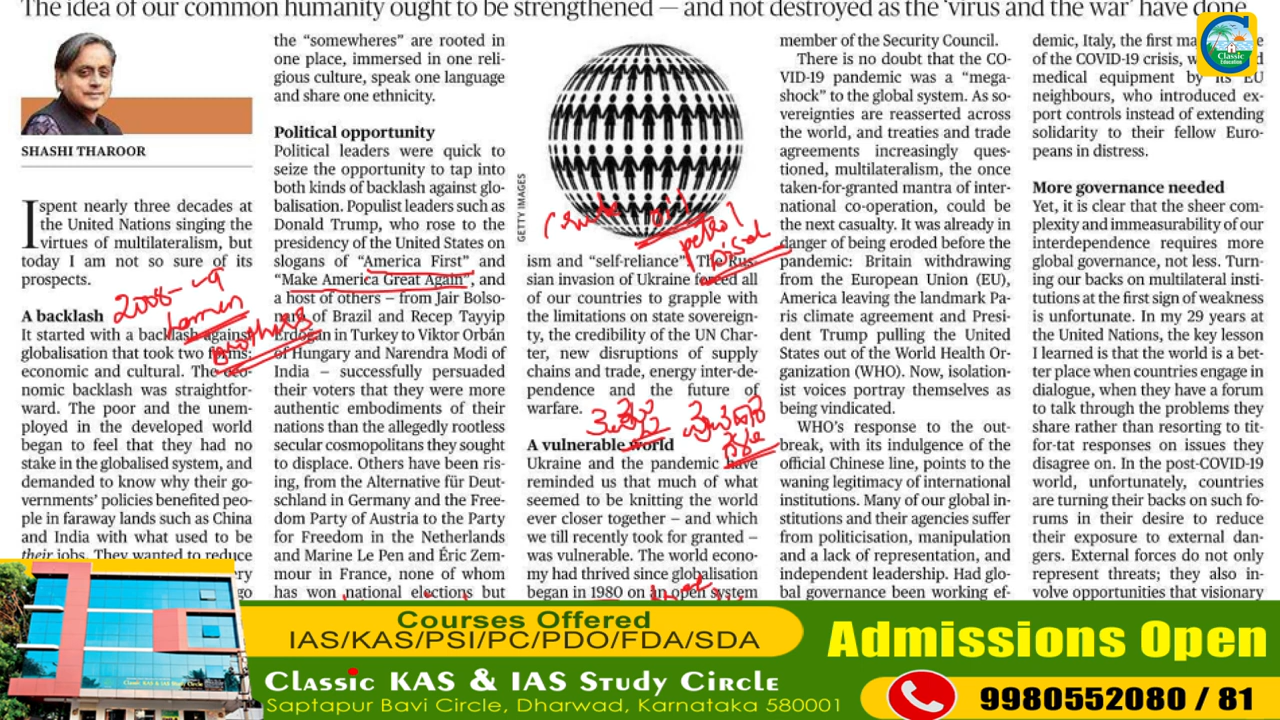 The idea of our common humanity ought to be strengthened — and not destroyed as the ‘virus and the war’ have done
SHASHI THAROOR
I spent nearly three decades at
the United Nations singing the
virtues of multilateralism, but
today I am not so sure of its
prospects.
2008-09
A backlash
It started with a backlash against
globalisation that took two forms:
economic and cultural. The eco-
nomic backlash was straightfor-
ward. The poor and the unem-
ployed in the developed world
began to feel that they had no
stake in the globalised system, and
demanded to know why their go-
vernments’ policies benefited peo-
ple in faraway lands such as China
and India with what used to be
their jobs. They wanted to reduce
the “somewheres” are rooted in
one place, immersed in one reli-
gious culture, speak one language
and share one ethnicity.
Political opportunity
Political leaders were quick to
seize the opportunity to tap into
both kinds of backlash against glo-
balisation. Populist leaders such as
Donald Trump, who rose to the
presidency of the United States on
slogans of “America First” and
“Make America Great Again”, and
a host of others – from Jair Bolso-
naro of Brazil and Recep Tayyip
Erdoğan in Turkey to Viktor Orbán
of Hungary and Narendra Modi of
India – successfully persuaded
their voters that they were more
authentic embodiments of their
nations than the allegedly rootless
secular cosmopolitans they sought
to displace. Others have been ris-
ing, from the Alternative für Deut-
schland in Germany and the Free-
dom Party of Austria to the Party
for Freedom in the Netherlands
and Marine Le Pen and Éric Zem-
mour in France, none of whom
has won national elections but
GETTY IMAGES
crude oil
petrol
ism and “self-reliance”. The Rus-
sian invasion of Ukraine forced all
of our countries to grapple with
the limitations on state sovereign-
ty, the credibility of the UN Char-
ter, new disruption of supply
chains and trade, energy inter-de-
pendence and the future of
warfare.
A vulnerable world
Ukraine and the pandemic have
reminded us that much of what
seemed to be knitting the world
ever closer together – and which
we till recently took for granted –
was vulnerable. The world econo-
my had thrived since globalisation
began in 1980 on an open system
member of the Security Council.
There is no doubt that the CO-
VID-19 pandemic was a “mega-
shock” to the global system. As so-
vereignties are reasserted across
the world, and treaties and trade
agreements increasingly ques-
tioned, multilateralism, the once
taken-for-granted mantra of inter-
national co-operation, could be
the next casualty. It was already in
danger of being eroded before the
pandemic: Britain withdrawing
from the European Union (EU),
America leaving the landmark Pa-
ris climate agreement and Presi-
dent Trump pulling the United
States out of the World Health Or-
ganization (WHO). Now, isolation-
ist voices portray themselves as
being vindicated.
WHO’s response to the out-
break, with its indulgence of the
official Chinese line, points to the
waning legitimacy of international
institutions. Many of our global in-
stitutions and their agencies suffer
from politicisation, manipulation
and a lack of representation, and
independent leadership. Had glo-
bal governance been working ef-
demic, Italy, the first
of the COVID-19 crisis,
medical equipment by its EU
neighbours, who introduced ex-
port controls instead of extending
solidarity to their fellow Euro-
peans in distress.
More governance needed
Yet, it is clear that the sheer com-
plexity and immeasurability of our
interdependence requires more
global governance, not less. Turn-
ing our backs on multilateral insti-
tutions at the first sign of weakness
is unfortunate. In my 29 years at
the United Nations, the key lesson
I learned is that the world is a bet-
ter place when countries engage in
dialogue, when they have a forum
to talk through the problems they
share rather than resorting to tit-
for-tat responses on issues they
disagree on. In the post-COVID-19
world, unfortunately, countries
are turning their backs on such fo-
rums in their desire to reduce
their exposure to external dan-
gers. External forces do not only
represent threats; they also in-
volve opportunities that visionary
Classic
Education
Courses Offered
IAS/KAS/PSI/PC/PDO/FDA/SDA
Classic KAS & IAS Study Circle
Saptapur Bavi Circle, Dharwad, Karnataka 580001
Admissions Open
9980552080 / 81
Classic KAS & IAS Study Circle